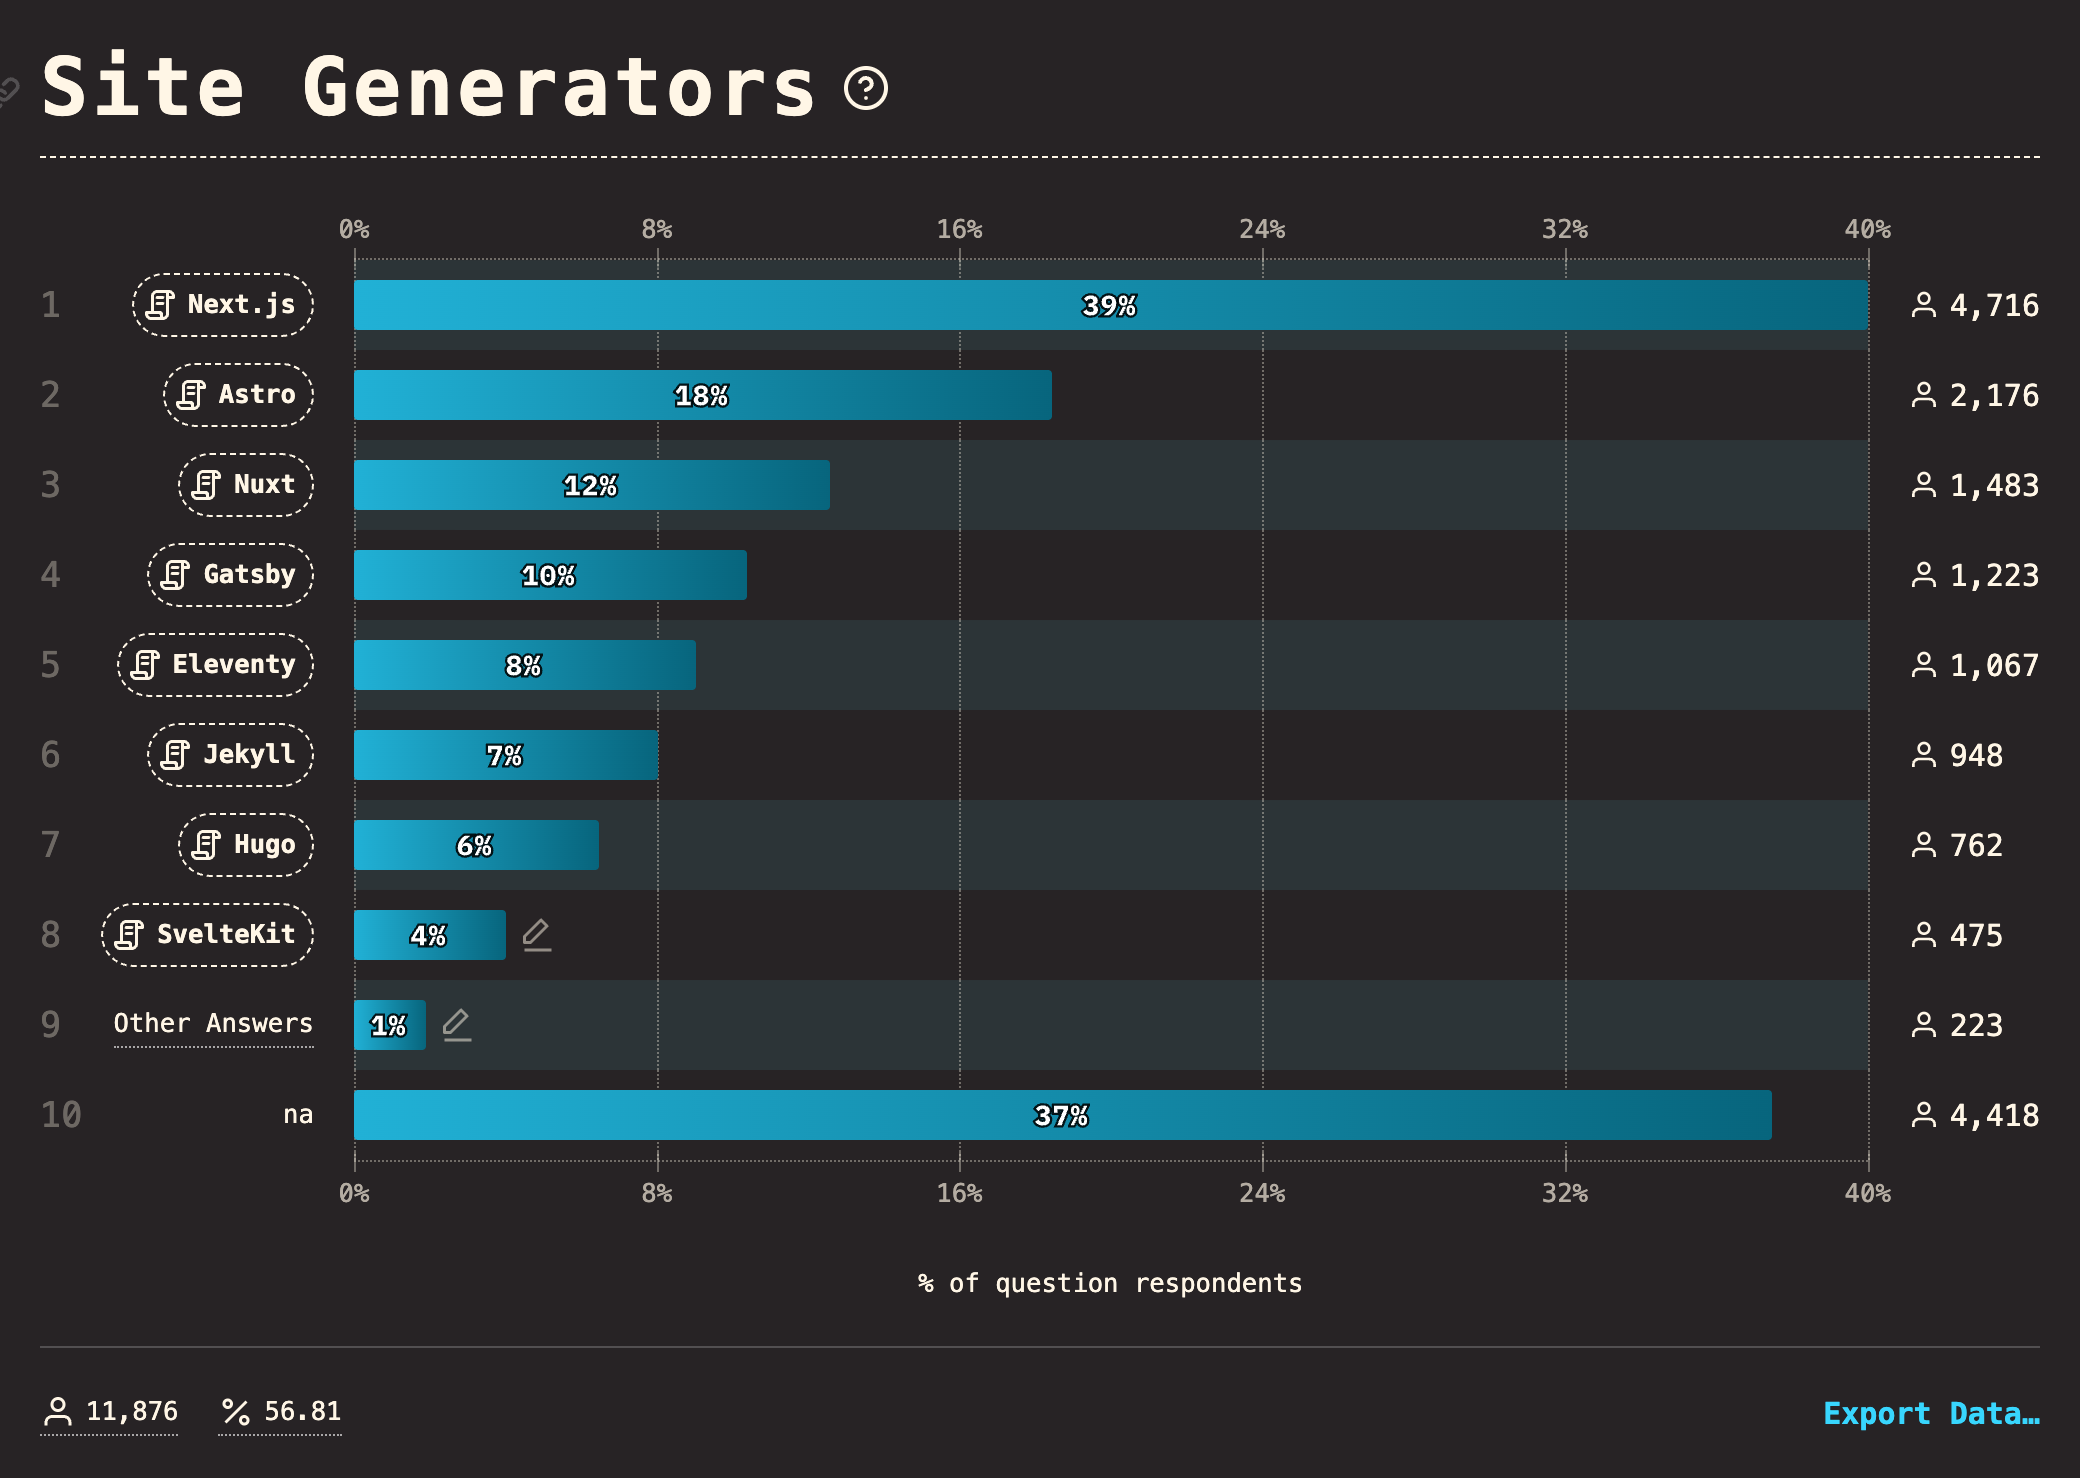 Site Generators
0% 8% 16% 24% 32% 40%
1 Next.js 39% 4,716
2 Astro 18% 2,176
3 Nuxt 12% 1,483
4 Gatsby 10% 1,223
5 Eleventy 8% 1,067
6 Jekyll 7% 948
7 Hugo 6% 762
8 SvelteKit 4% 475
9 Other Answers 1% 223
10 na 37% 4,418
0% 8% 16% 24% 32% 40%
% of question respondents
11,876 % 56.81 Export Data…